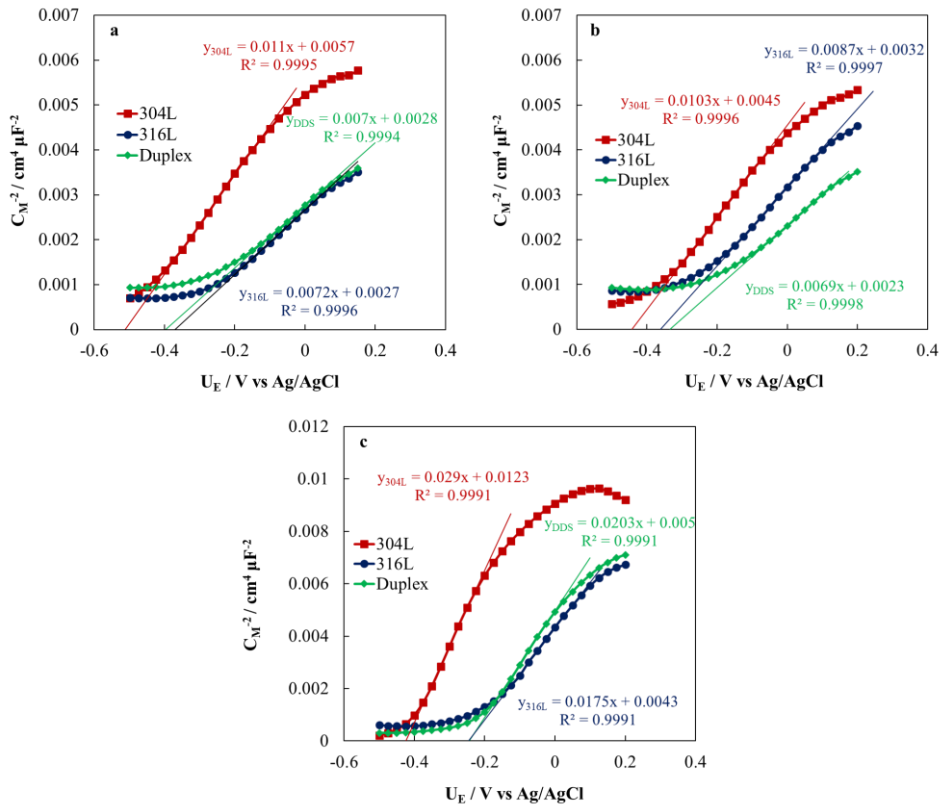 a
y304L = 0.011x + 0.0057
R² = 0.9995
yDDS = 0.007x + 0.0028
R² = 0.9994
304L
316L
Duplex
y316L = 0.0072x + 0.0027
R² = 0.9996
0.007
0.006
0.005
0.004
0.003
0.002
0.001
0
-0.6
-0.4
-0.2
0
0.2
0.4
CM⁻² / cm⁴ μF⁻²
UE / V vs Ag/AgCl
b
y316L = 0.0087x + 0.0032
R² = 0.9997
y304L = 0.0103x + 0.0045
R² = 0.9996
304L
316L
Duplex
yDDS = 0.0069x + 0.0023
R² = 0.9998
0.007
0.006
0.005
0.004
0.003
0.002
0.001
0
-0.6
-0.4
-0.2
0
0.2
0.4
CM⁻² / cm⁴ μF⁻²
UE / V vs Ag/AgCl
c
y304L = 0.029x + 0.0123
R² = 0.9991
yDDS = 0.0203x + 0.005
R² = 0.9991
304L
316L
Duplex
y316L = 0.0175x + 0.0043
R² = 0.9991
0.012
0.01
0.008
0.006
0.004
0.002
0
-0.6
-0.4
-0.2
0
0.2
0.4
CM⁻² / cm⁴ μF⁻²
UE / V vs Ag/AgCl